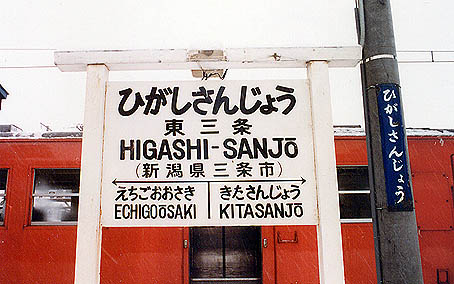 ひがしさんじょう
東三条
HIGASHI-SANJŌ
(新潟県三条市)
えちごおおさき
ECHIGOŌSAKI
きたさんじょう
KITASANJŌ
ひがしさんじょう